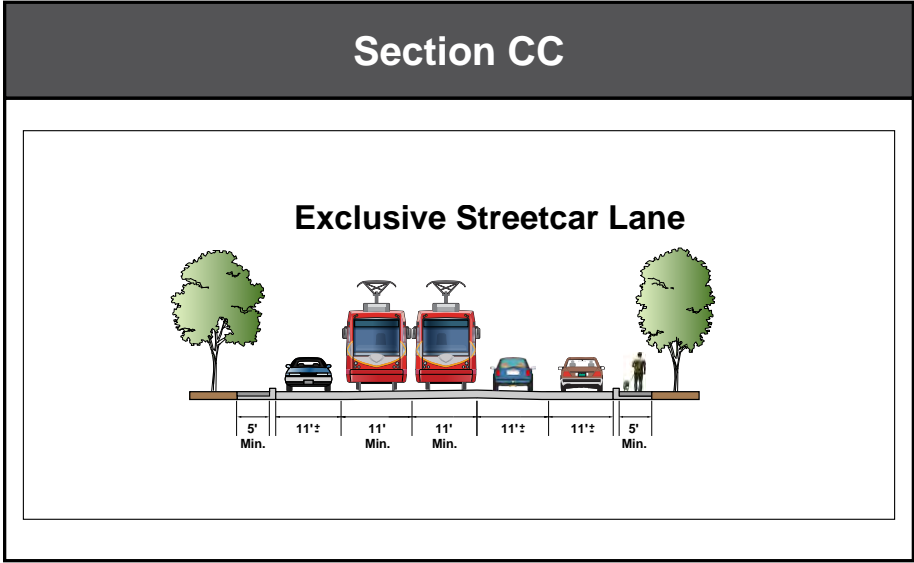 Section CC
Exclusive Streetcar Lane
5' 11'± 11' 11' 11'± 11'± 5'
Min. Min. Min. Min.